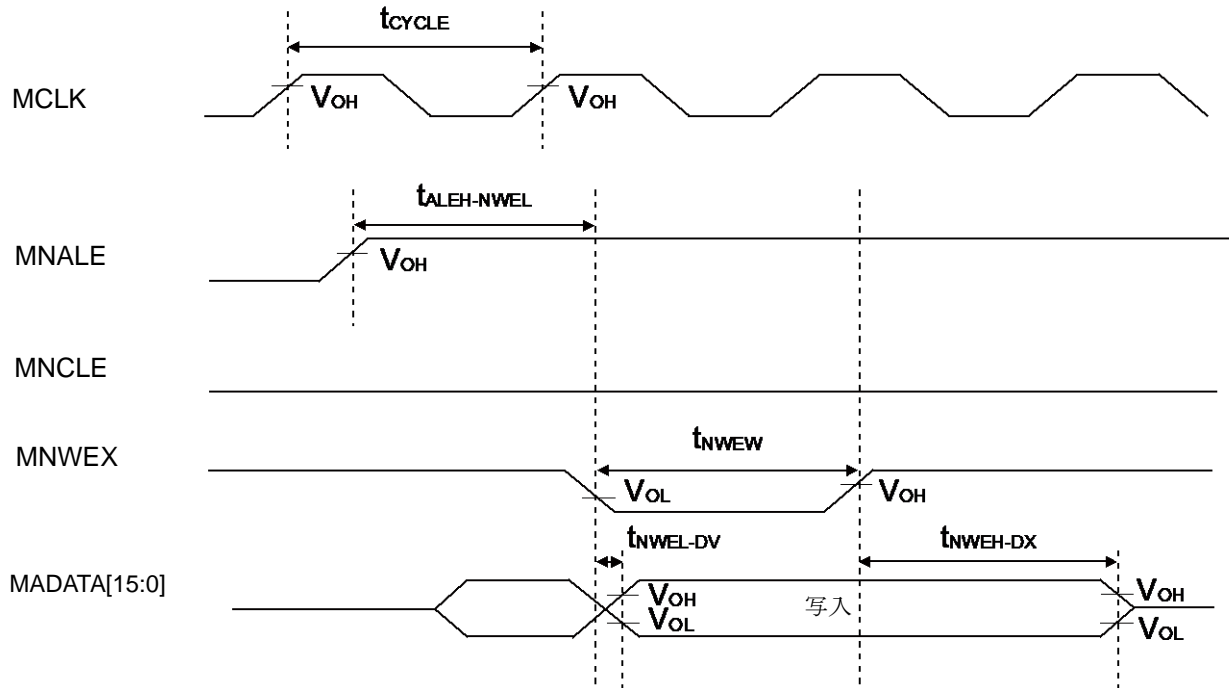 tCYCLE
MCLK
VOH
VOH
tALEH-NWEL
MNALE
VOH
MNCLE
tNWEW
MNWEX
VOL
VOH
tNWEL-DV
tNWEH-DX
MADATA[15:0]
VOH
写入
VOH
VOL
VOL